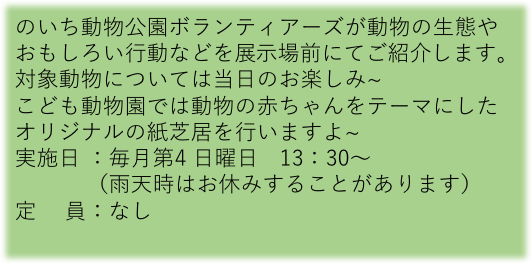 のいち動物公園ボランティアーズが動物の生態や
おもしろい行動などを展示場前にてご紹介します。
対象動物については当日のお楽しみ~
こども動物園では動物の赤ちゃんをテーマにした
オリジナルの紙芝居を行いますよ~
実施日：毎月第4 日曜日　13：30～
（雨天時はお休みすることがあります）
定　員：なし